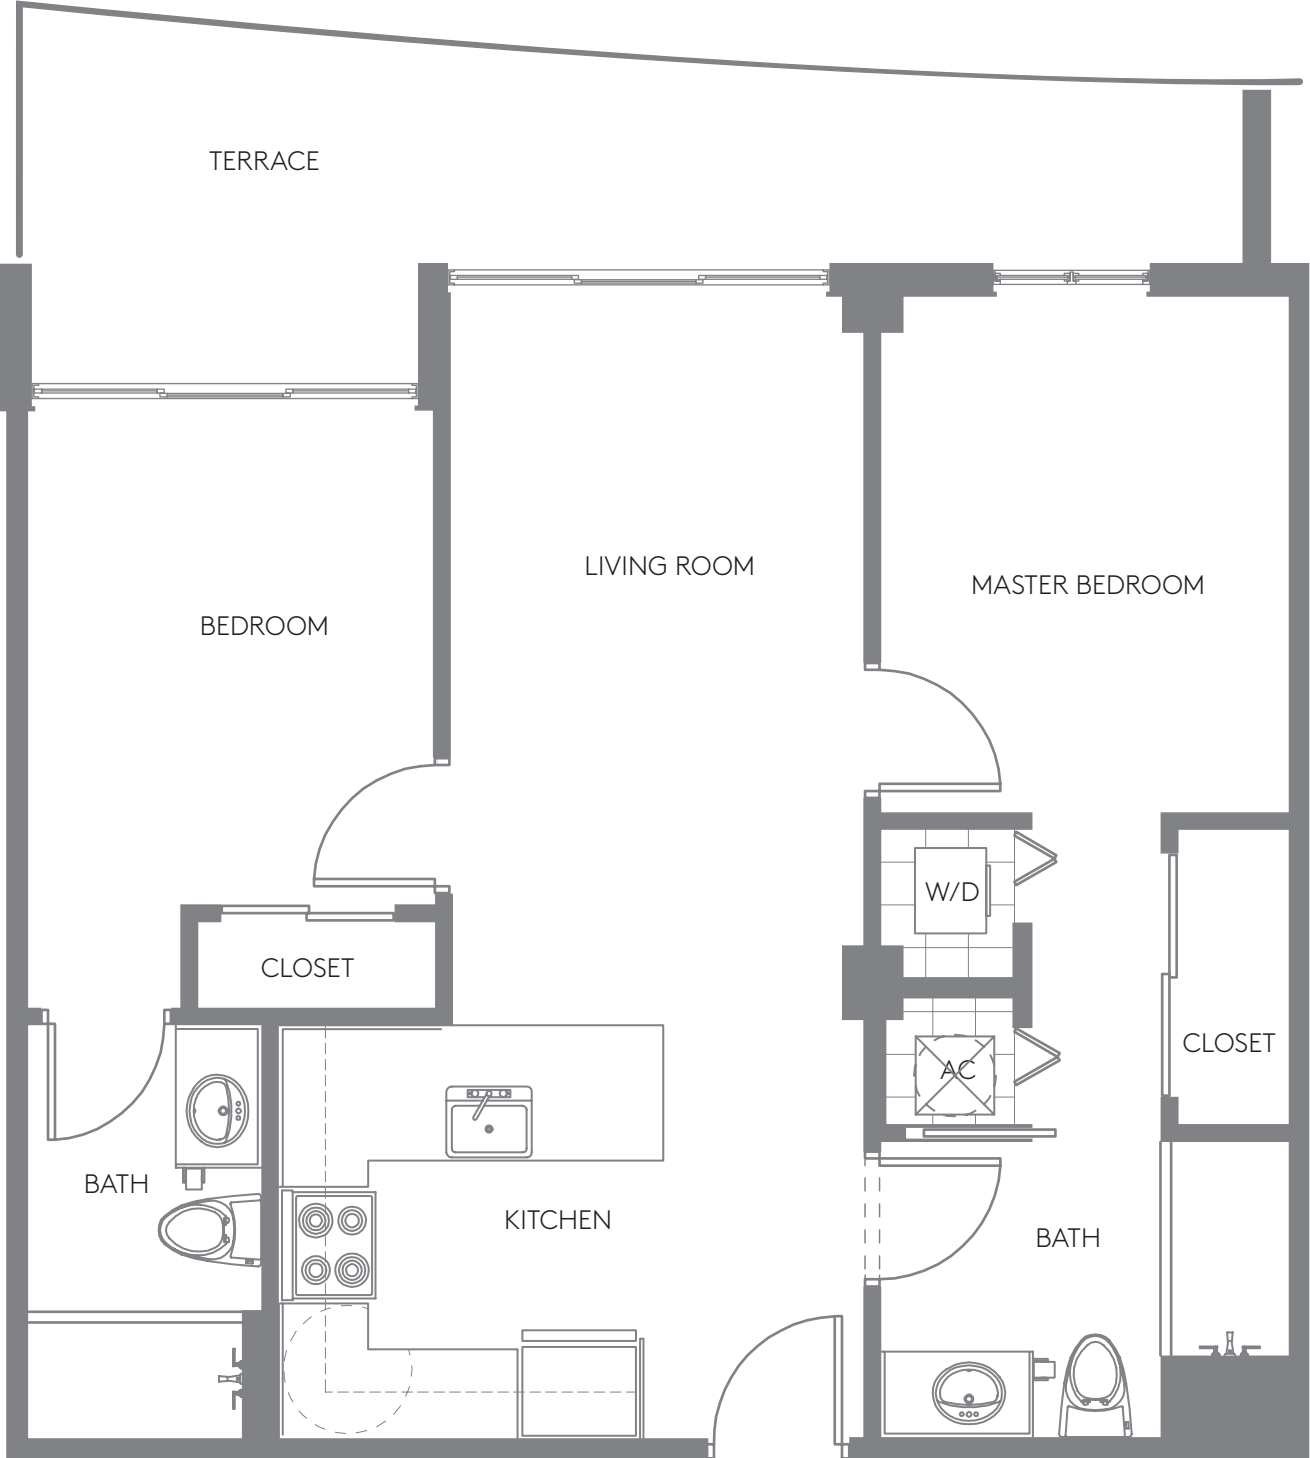 TERRACE
LIVING ROOM
MASTER BEDROOM
BEDROOM
W/D
CLOSET
CLOSET
AC
BATH
KITCHEN
BATH